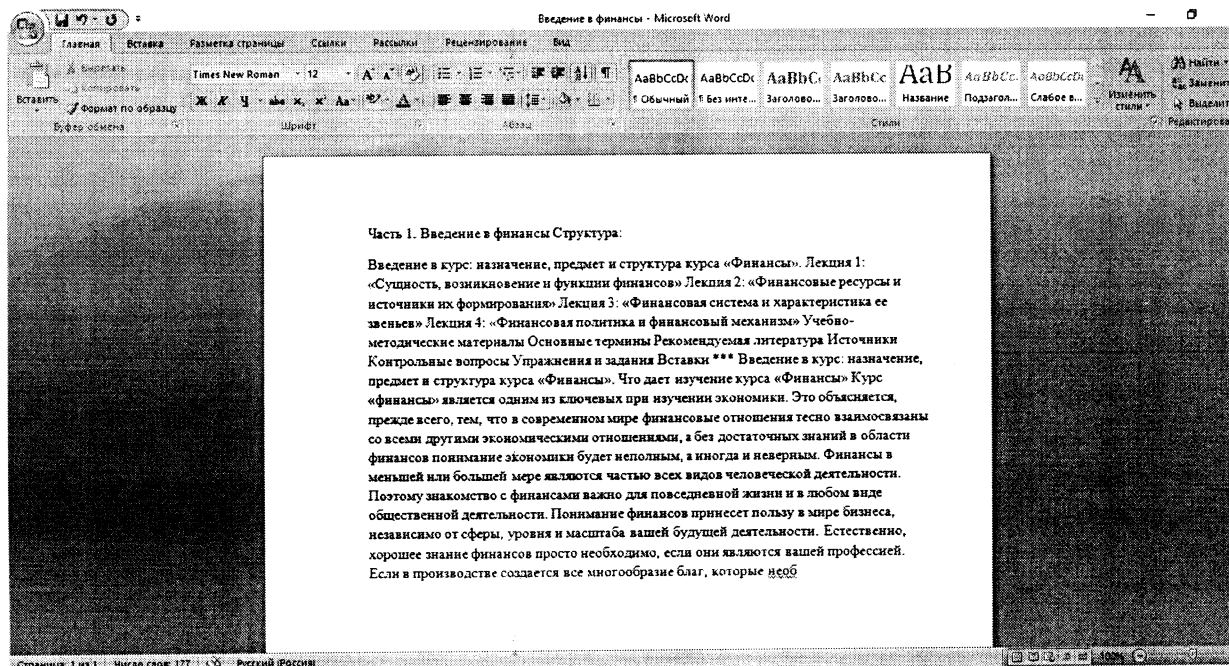 Введение в финансы - Microsoft Word
Главная Вставка Разметка страницы Ссылки Рассылки Рецензирование Вид
Вырезать
Копировать
Вставить
Формат по образцу
Буфер обмена
Times New Roman 12
Ж К Ч abe x, x' Aa
Шрифт
Абзац
AaBbCcDc AaBbCcDc AaBbC AaBbCc AaB AaBbCc. AaBbCcDi
¶ Обычный ¶ Без инте... Заголово... Заголово... Название Подзагол... Слабое в...
Изменить
стили
Стили
Найти
Заменит
Выделит
Редактирова
Часть 1. Введение в финансы Структура:
Введение в курс: назначение, предмет и структура курса «Финансы». Лекция 1:
«Сущность, возникновение и функции финансов» Лекция 2: «Финансовые ресурсы и
источники их формирования» Лекция 3: «Финансовая система и характеристика ее
звеньев» Лекция 4: «Финансовая политика и финансовый механизм» Учебно-
методические материалы Основные термины Рекомендуемая литература Источники
Контрольные вопросы Упражнения и задания Вставки *** Введение в курс: назначение,
предмет и структура курса «Финансы». Что дает изучение курса «Финансы» Курс
«финансы» является одним из ключевых при изучении экономики. Это объясняется,
прежде всего, тем, что в современном мире финансовые отношения тесно взаимосвязаны
со всеми другими экономическими отношениями, а без достаточных знаний в области
финансов понимание экономики будет неполным, а иногда и неверным. Финансы в
меньшей или большей мере являются частью всех видов человеческой деятельности.
Поэтому знакомство с финансами важно для повседневной жизни и в любом виде
общественной деятельности. Понимание финансов принесет пользу в мире бизнеса,
независимо от сферы, уровня и масштаба вашей будущей деятельности. Естественно,
хорошее знание финансов просто необходимо, если они являются вашей профессией.
Если в производстве создается все многообразие благ, которые необ
Страница: 1 из 1 Число слов: 177 Русский (Россия) 100%